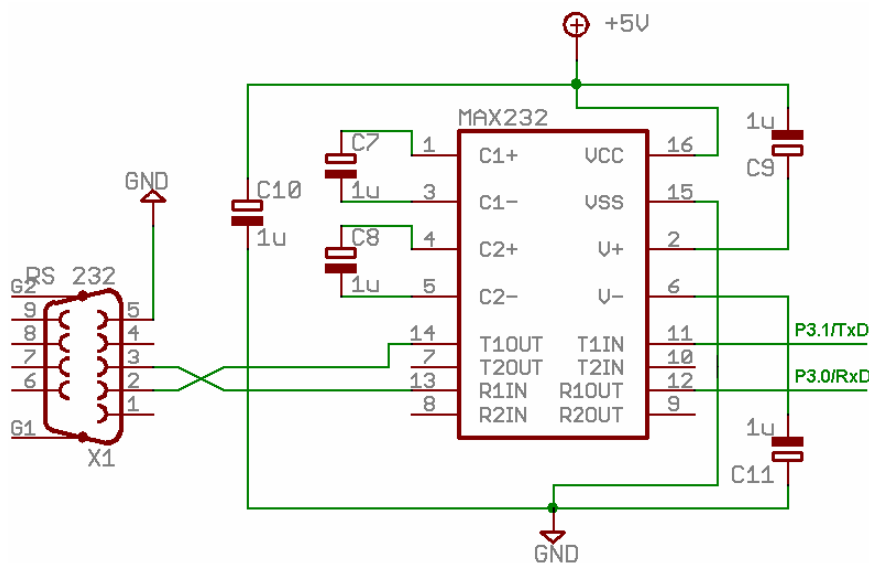 +5V
MAX232
1u
C9
1
C1+
VCC
16
C7
1u
3
C1-
VSS
15
GND
C10
1u
4
C2+
V+
2
C8
1u
5
C2-
V-
6
RS 232
G2
9
5
8
4
7
3
6
2
1
G1
X1
14
T1OUT
T1IN
11
P3.1/TxD
7
T2OUT
T2IN
10
13
R1IN
R1OUT
12
P3.0/RxD
8
R2IN
R2OUT
9
1u
C11
GND